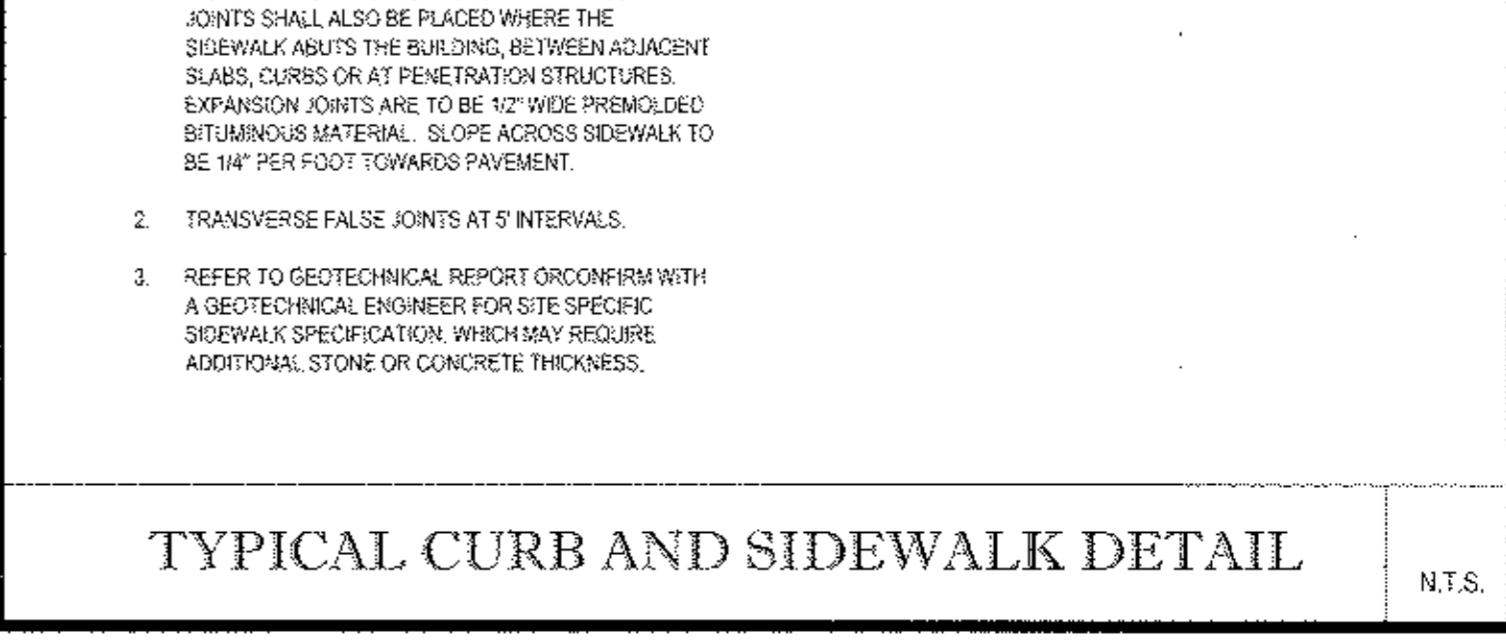 JOINTS SHALL ALSO BE PLACED WHERE THE
SIDEWALK ABUTS THE BUILDING, BETWEEN ADJACENT
SLABS, CURBS OR AT PENETRATION STRUCTURES.
EXPANSION JOINTS ARE TO BE 1/2" WIDE PREMOLDED
BITUMINOUS MATERIAL. SLOPE ACROSS SIDEWALK TO
BE 1/4" PER FOOT TOWARDS PAVEMENT.
2. TRANSVERSE FALSE JOINTS AT 5' INTERVALS.
3. REFER TO GEOTECHNICAL REPORT ORCONFIRM WITH
A GEOTECHNICAL ENGINEER FOR SITE SPECIFIC
SIDEWALK SPECIFICATION, WHICH MAY REQUIRE
ADDITIONAL STONE OR CONCRETE THICKNESS.
TYPICAL CURB AND SIDEWALK DETAIL
N.T.S.